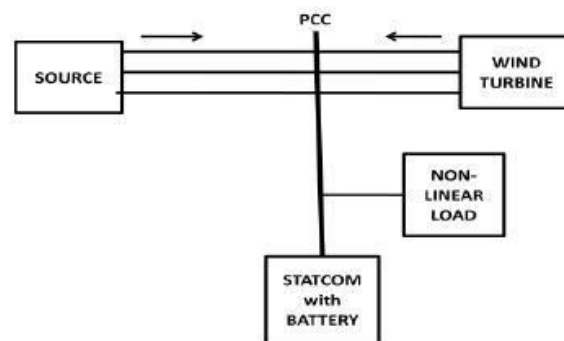 PCC
SOURCE
WIND
TURBINE
NON-
LINEAR
LOAD
STATCOM
with
BATTERY